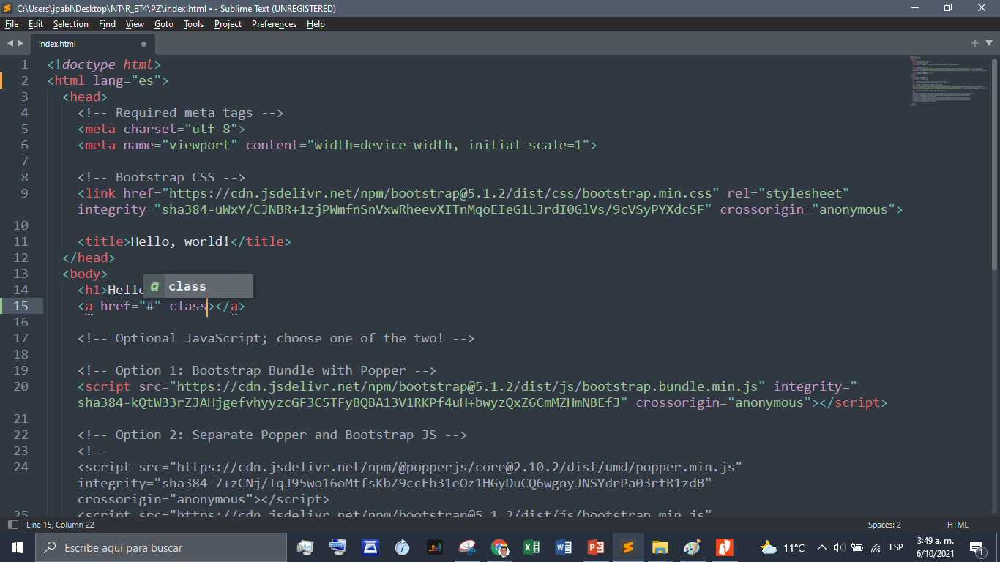 C:\Users\jpabl\Desktop\NT\R_BT4\PZ\index.html • - Sublime Text (UNREGISTERED)
File Edit Selection Find View Goto Tools Project Preferences Help
index.html
1 <!doctype html>
2 <html lang="es">
3 <head>
4 <!-- Required meta tags -->
5 <meta charset="utf-8">
6 <meta name="viewport" content="width=device-width, initial-scale=1">
7
8 <!-- Bootstrap CSS -->
9 <link href="https://cdn.jsdelivr.net/npm/bootstrap@5.1.2/dist/css/bootstrap.min.css" rel="stylesheet"
integrity="sha384-uWxY/CJNBR+1zjPWmfnSnVxwRheevXITnMqoEIeG1LJrdI0GlVs/9cVSyPYXdcSF" crossorigin="anonymous">
10
11 <title>Hello, world!</title>
12 </head>
13 <body>
a class
14 <h1>Hello
15 <a href="#" class></a>
16
17 <!-- Optional JavaScript; choose one of the two! -->
18
19 <!-- Option 1: Bootstrap Bundle with Popper -->
20 <script src="https://cdn.jsdelivr.net/npm/bootstrap@5.1.2/dist/js/bootstrap.bundle.min.js" integrity="
sha384-kQtW33rZJAHjgefvhyyzcGF3C5TFyBQBA13V1RKPf4uH+bwyzQxZ6CmMZHmNBEfJ" crossorigin="anonymous"></script>
21
22 <!-- Option 2: Separate Popper and Bootstrap JS -->
23 <!--
24 <script src="https://cdn.jsdelivr.net/npm/@popperjs/core@2.10.2/dist/umd/popper.min.js"
integrity="sha384-7+zCNj/IqJ95wo16oMtfsKbZ9ccEh31eOz1HGyDuCQ6wgnyJNSYdrPa03rtR1zdB"
crossorigin="anonymous"></script>
25 <script src="https://cdn.jsdelivr.net/npm/bootstrap@5.1.2/dist/js/bootstrap.min.js"
Line 15, Column 22
Spaces: 2
HTML
Escribe aquí para buscar
11°C
ESP
3:49 a. m.
6/10/2021
1